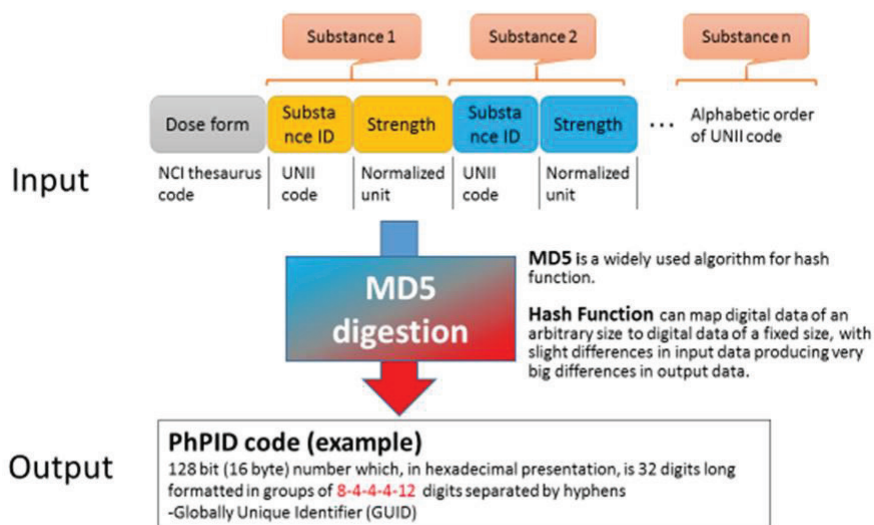 Substance 1
Substance 2
Substance n
Dose form
Substa
nce ID
Strength
Substa
nce ID
Strength
...
Alphabetic order
of UNII code
Input
NCI thesaurus
code
UNII
code
Normalized
unit
UNII
code
Normalized
unit
MD5
digestion
MD5 is a widely used algorithm for hash
function.
Hash Function can map digital data of an
arbitrary size to digital data of a fixed size, with
slight differences in input data producing very
big differences in output data.
Output
PhPID code (example)
128 bit (16 byte) number which, in hexadecimal presentation, is 32 digits long
formatted in groups of 8-4-4-4-12 digits separated by hyphens
-Globally Unique Identifier (GUID)